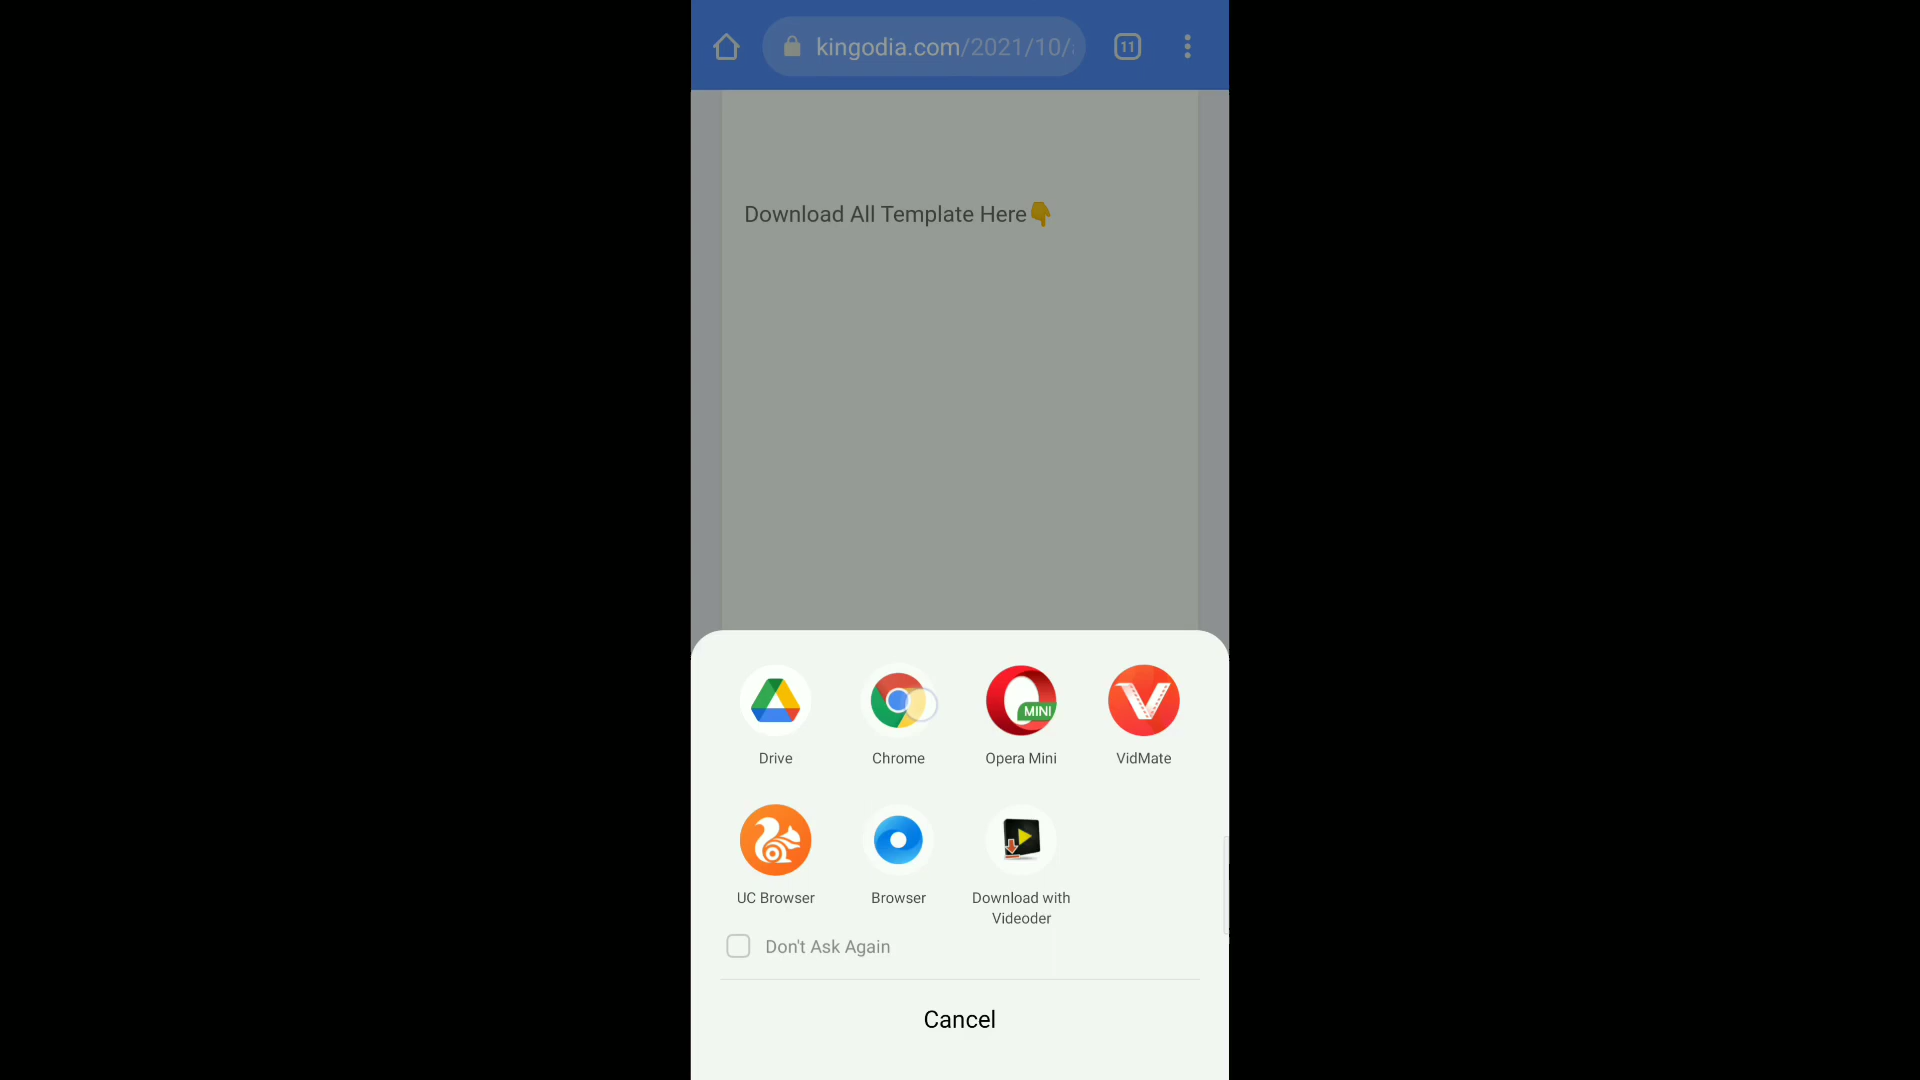 kingodia.com/2021/10/
11
Download All Template Here👇
MINI
Drive
Chrome
Opera Mini
VidMate
UC Browser
Browser
Download with
Videoder
Don't Ask Again
Cancel